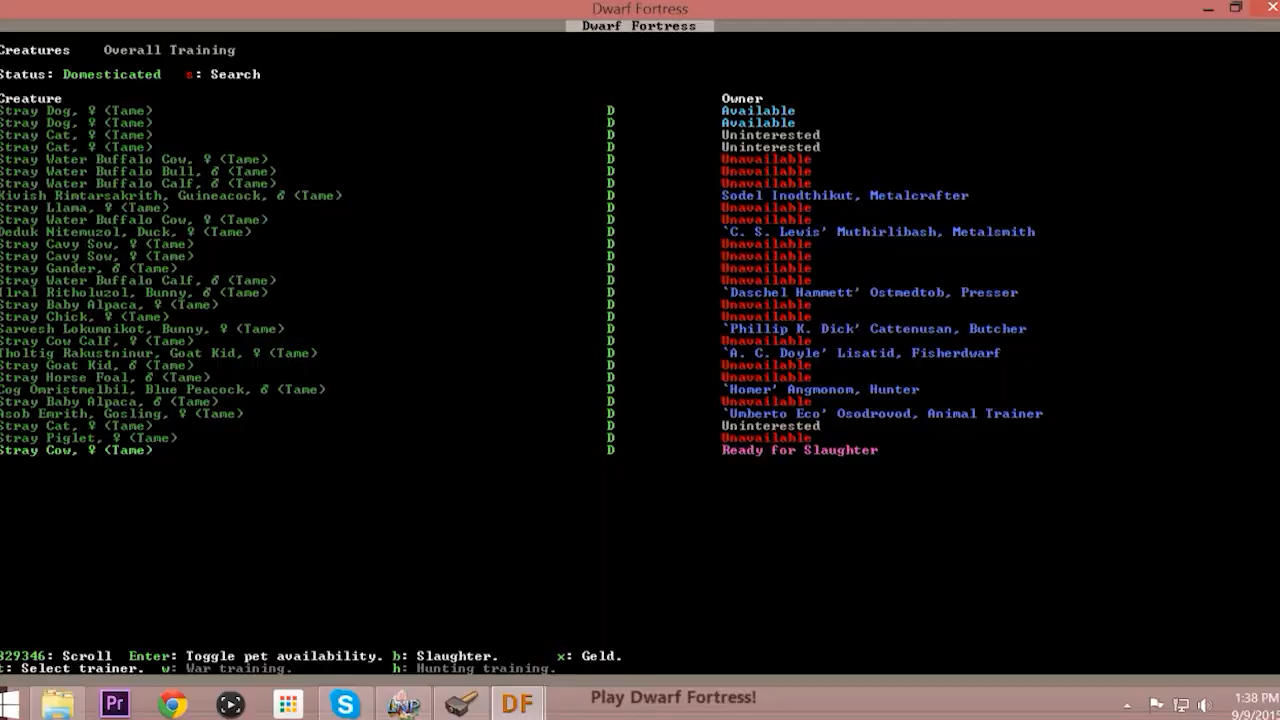 Dwarf Fortress
Dwarf Fortress
Creatures Overall Training
Status: Domesticated s: Search
Creature Owner
Stray Dog, ♀ (Tame) D Available
Stray Dog, ♀ (Tame) D Available
Stray Cat, ♀ (Tame) D Uninterested
Stray Cat, ♀ (Tame) D Uninterested
Stray Water Buffalo Cow, ♀ (Tame) D Unavailable
Stray Water Buffalo Bull, ♂ (Tame) D Unavailable
Stray Water Buffalo Calf, ♂ (Tame) D Unavailable
Kivish Rimtarsakrith, Guineacock, ♂ (Tame) D Sodel Inodthikut, Metalcrafter
Stray Llama, ♀ (Tame) D Unavailable
Stray Water Buffalo Cow, ♀ (Tame) D Unavailable
Deduk Nitemuzol, Duck, ♀ (Tame) D `C. S. Lewis' Muthirlibash, Metalsmith
Stray Cavy Sow, ♀ (Tame) D Unavailable
Stray Cavy Sow, ♀ (Tame) D Unavailable
Stray Gander, ♂ (Tame) D Unavailable
Stray Water Buffalo Calf, ♂ (Tame) D Unavailable
Ilral Ritholuzol, Bunny, ♂ (Tame) D `Daschel Hammett' Ostmedtob, Presser
Stray Baby Alpaca, ♀ (Tame) D Unavailable
Stray Chick, ♀ (Tame) D Unavailable
Sarvesh Lokumnikot, Bunny, ♀ (Tame) D `Phillip K. Dick' Cattenusan, Butcher
Stray Cow Calf, ♂ (Tame) D Unavailable
Tholtig Rakustninur, Goat Kid, ♀ (Tame) D `A. C. Doyle' Lisatid, Fisherdwarf
Stray Goat Kid, ♂ (Tame) D Unavailable
Stray Horse Foal, ♂ (Tame) D Unavailable
Cog Omristmelbil, Blue Peacock, ♂ (Tame) D `Homer' Angmonom, Hunter
Stray Baby Alpaca, ♂ (Tame) D Unavailable
Asob Emrith, Gosling, ♀ (Tame) D `Umberto Eco' Osodrovod, Animal Trainer
Stray Cat, ♀ (Tame) D Uninterested
Stray Piglet, ♀ (Tame) D Unavailable
Stray Cow, ♀ (Tame) D Ready for Slaughter
829346: Scroll Enter: Toggle pet availability. b: Slaughter. x: Geld.
t: Select trainer. w: War training. h: Hunting training.
Pr S LNP DF Play Dwarf Fortress! 1:38 PM
9/9/201